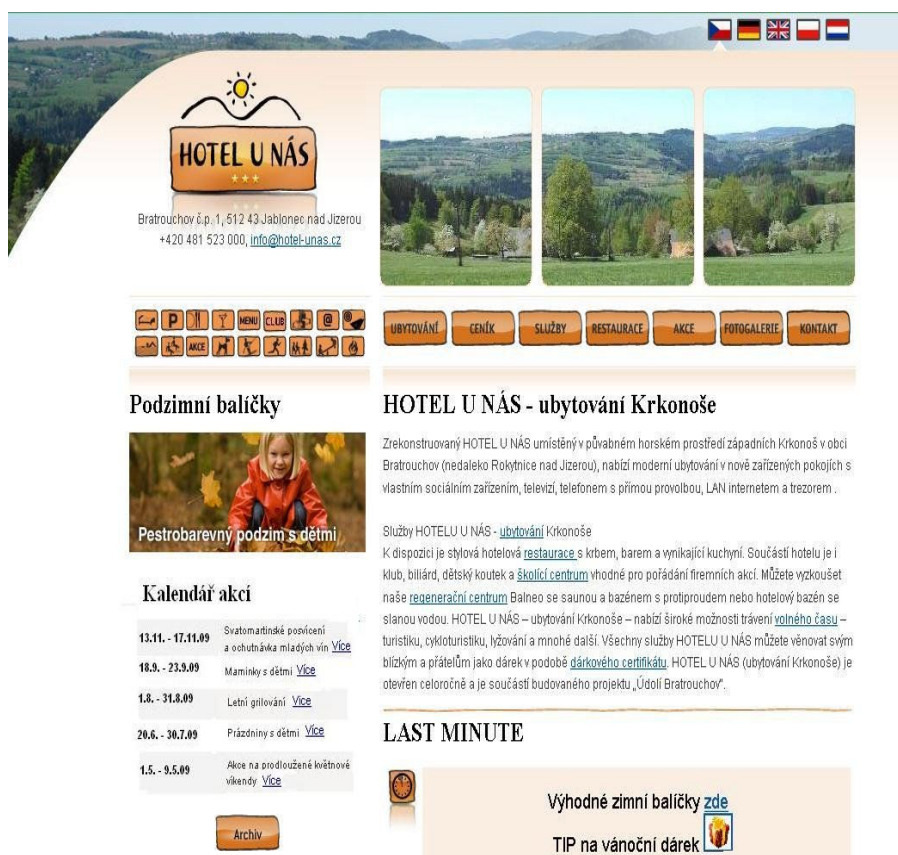 HOTEL U NÁS
Bratrouchov č.p. 1, 512 43 Jablonec nad Jizerou
+420 481 523 000, info@hotel-unas.cz
P MENU CLUB @
AKCE
UBYTOVÁNÍ CENÍK SLUŽBY RESTAURACE AKCE FOTOGALERIE KONTAKT
Podzimní balíčky
Pestrobarevný podzim s dětmi
Kalendář akcí
13.11. - 17.11.09 Svatomartinské posvícení
a ochutnávka mladých vín Více
18.9. - 23.9.09 Maminky s dětmi Více
1.8. - 31.8.09 Letní grilování Více
20.6. - 30.7.09 Prázdniny s dětmi Více
1.5. - 9.5.09 Akce na prodloužené květnové
víkendy Více
Archiv
HOTEL U NÁS - ubytování Krkonoše
Zrekonstruovaný HOTEL U NÁS umístěný v půvabném horském prostředí západních Krkonoš v obci
Bratrouchov (nedaleko Rokytnice nad Jizerou), nabízí moderní ubytování v nově zařízených pokojích s
vlastním sociálním zařízením, televizí, telefonem s přímou provolbou, LAN internetem a trezorem .
Služby HOTELU U NÁS - ubytování Krkonoše
K dispozici je stylová hotelová restaurace s krbem, barem a vynikající kuchyní. Součástí hotelu je i
klub, biliárd, dětský koutek a školící centrum vhodné pro pořádání firemních akcí. Můžete vyzkoušet
naše regenerační centrum Balneo se saunou a bazénem s protiproudem nebo hotelový bazén se
slanou vodou. HOTEL U NÁS – ubytování Krkonoše – nabízí široké možnosti trávení volného času –
turistiku, cykloturistiku, lyžování a mnohé další. Všechny služby HOTELU U NÁS můžete věnovat svým
blízkým a přátelům jako dárek v podobě dárkového certifikátu. HOTEL U NÁS (ubytování Krkonoše) je
otevřen celoročně a je součástí budovaného projektu „Údolí Bratrouchov“.
LAST MINUTE
Výhodné zimní balíčky zde
TIP na vánoční dárek